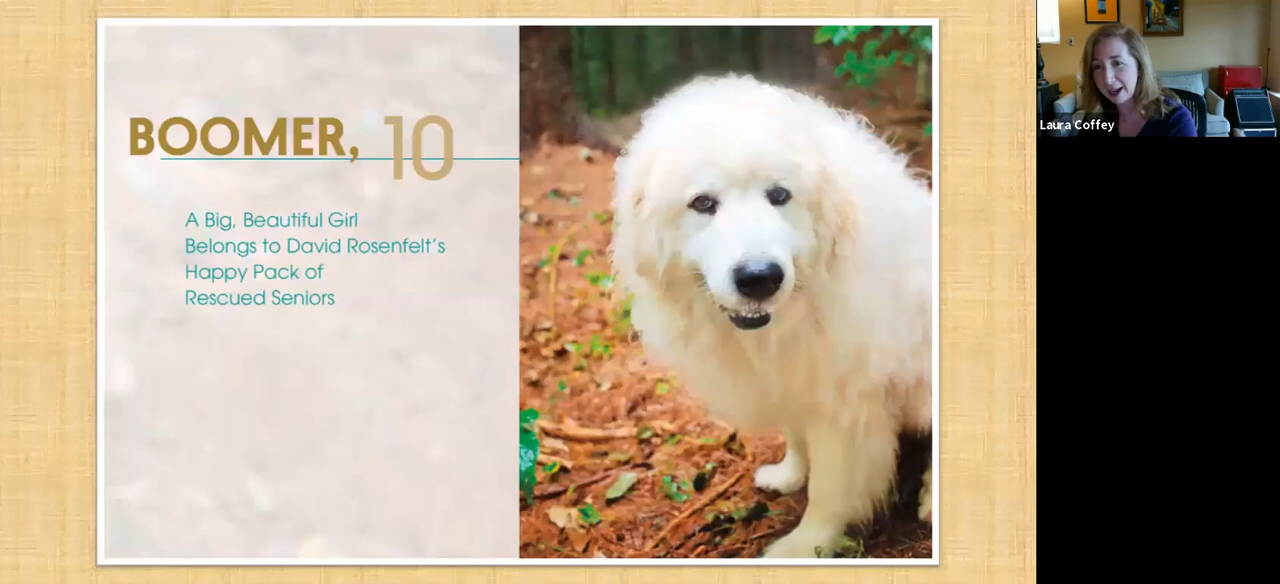 BOOMER, 10
A Big, Beautiful Girl
Belongs to David Rosenfelt's
Happy Pack of
Rescued Seniors
Laura Coffey